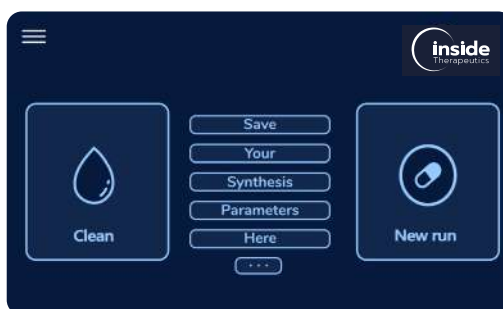 inside
Therapeutics
Save
Your
Synthesis
Parameters
Here
...
Clean
New run